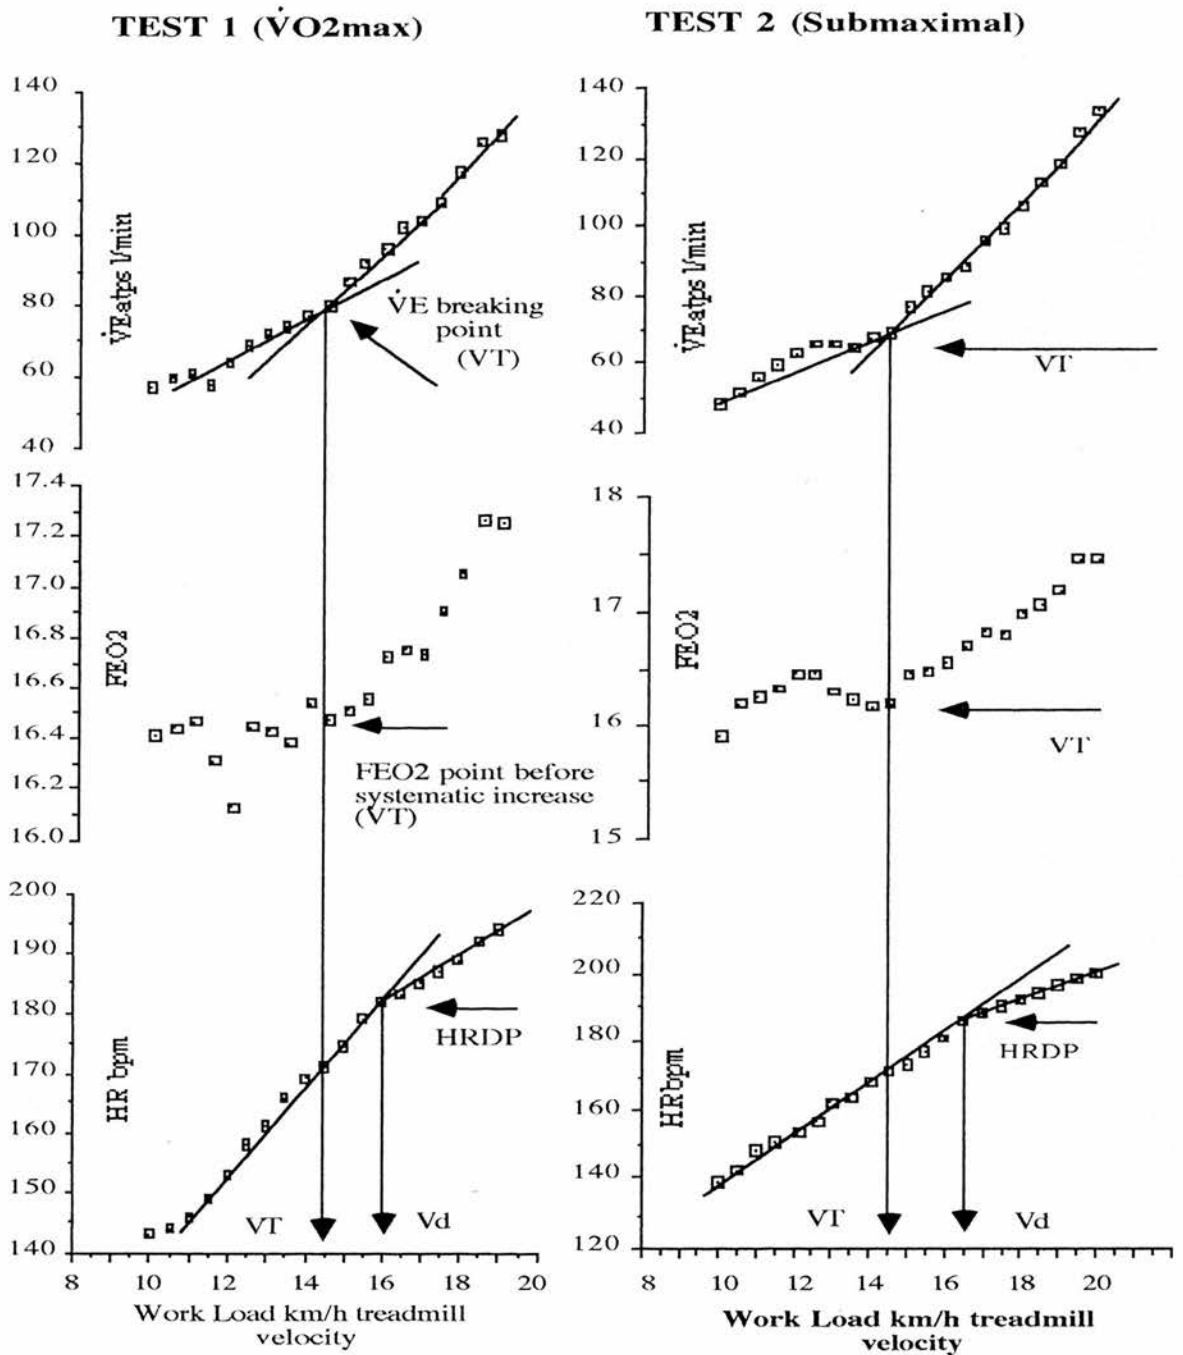 TEST 1 (V̇O2max)
TEST 2 (Submaximal)
140
120
100
80
60
40
V̇Eatps l/min
V̇E breaking
point
(VT)
140
120
100
80
60
40
V̇Eatps l/min
VT
17.4
17.2
17.0
16.8
16.6
16.4
16.2
16.0
FEO2
FEO2 point before
systematic increase
(VT)
18
17
16
15
FEO2
VT
200
190
180
170
160
150
140
HR bpm
HRDP
VT
Vd
8 10 12 14 16 18 20
Work Load km/h treadmill
velocity
220
200
180
160
140
120
HRbpm
HRDP
VT
Vd
8 10 12 14 16 18 20
Work Load km/h treadmill
velocity